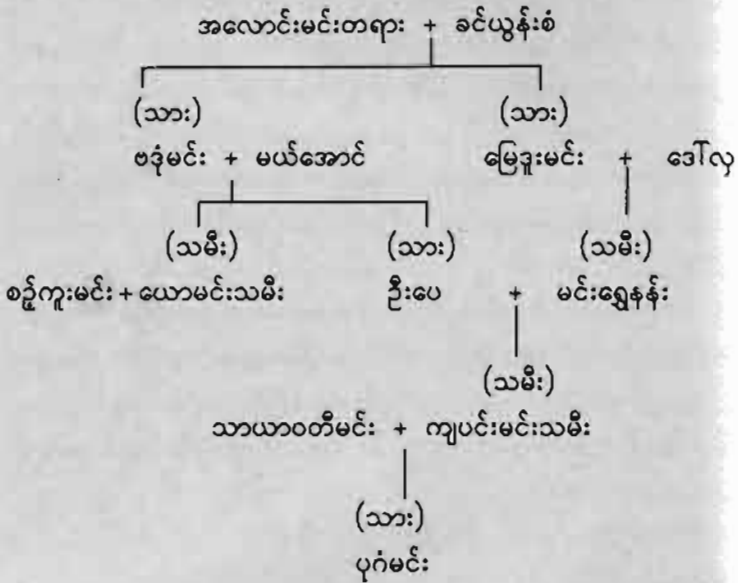 အလောင်းမင်းတရား + ခင်ယွန်းစံ
(သား) (သား)
ဗဒုံမင်း + မယ်အောင် မြေဒူးမင်း + ဒေါ်လှ
(သမီး) (သား) (သမီး)
စဉ့်ကူးမင်း + ယောမင်းသမီး ဦးပေ + မင်းရွှေနန်း
(သမီး)
သာယာဝတီမင်း + ကျပင်းမင်းသမီး
(သား)
ပုဂံမင်း